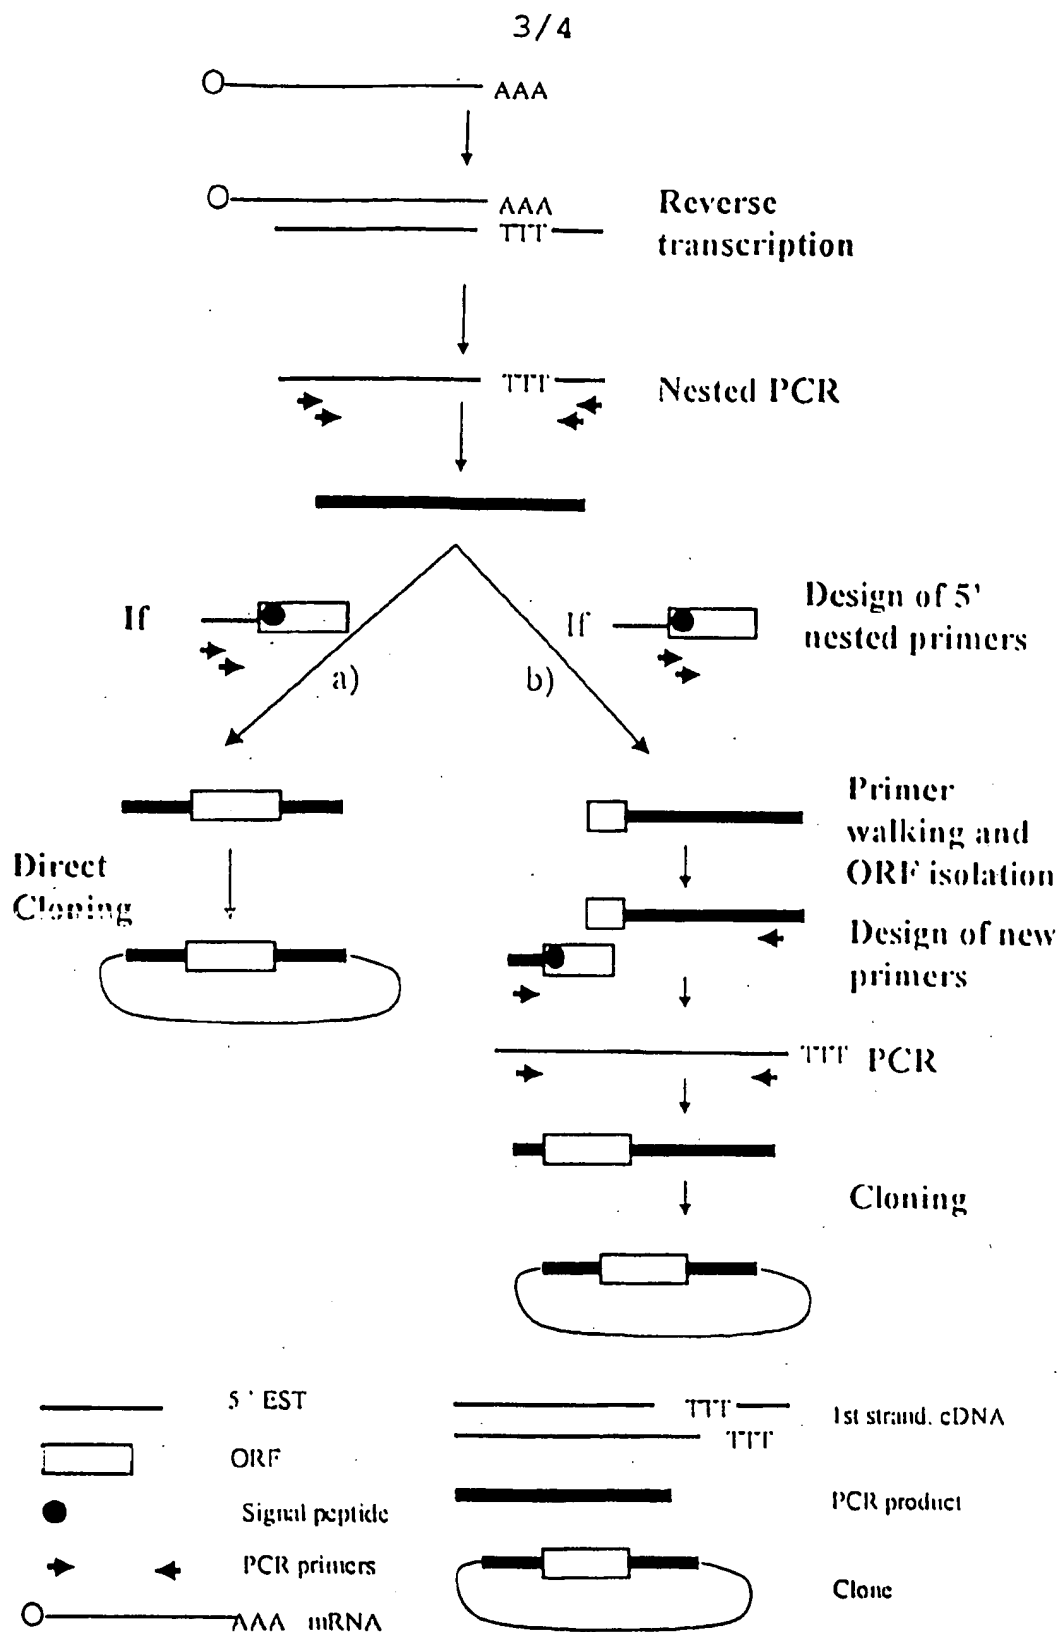 3/4
AAA
AAA
TTT
Reverse
transcription
TTT
Nested PCR
If
If
Design of 5'
nested primers
a)
b)
Direct
Cloning
Primer
walking and
ORF isolation
Design of new
primers
TTT PCR
Cloning
5' EST
ORF
Signal peptide
PCR primers
AAA mRNA
TTT
TTT
1st strand. cDNA
PCR product
Clone